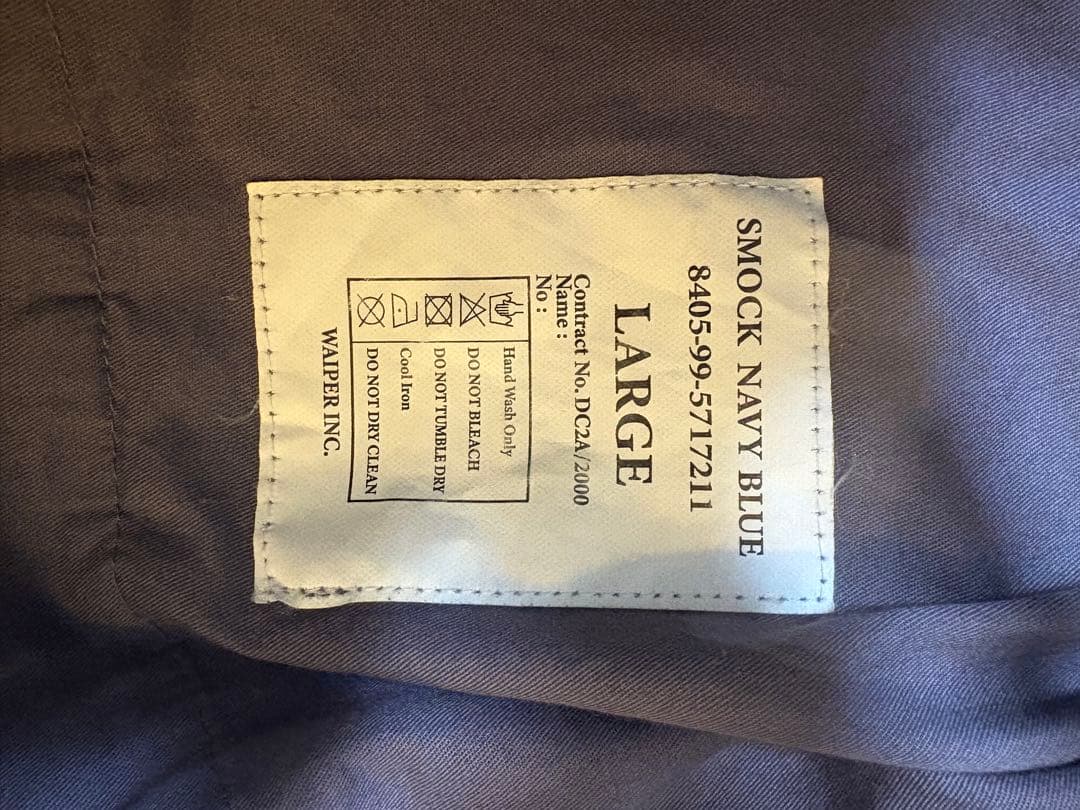 SMOCK NAVY BLUE
8405-99-5717211
LARGE
Contract No. DC2A/2000
Name :
No :
Hand Wash Only
DO NOT BLEACH
DO NOT TUMBLE DRY
Cool Iron
DO NOT DRY CLEAN
WAIPER INC.